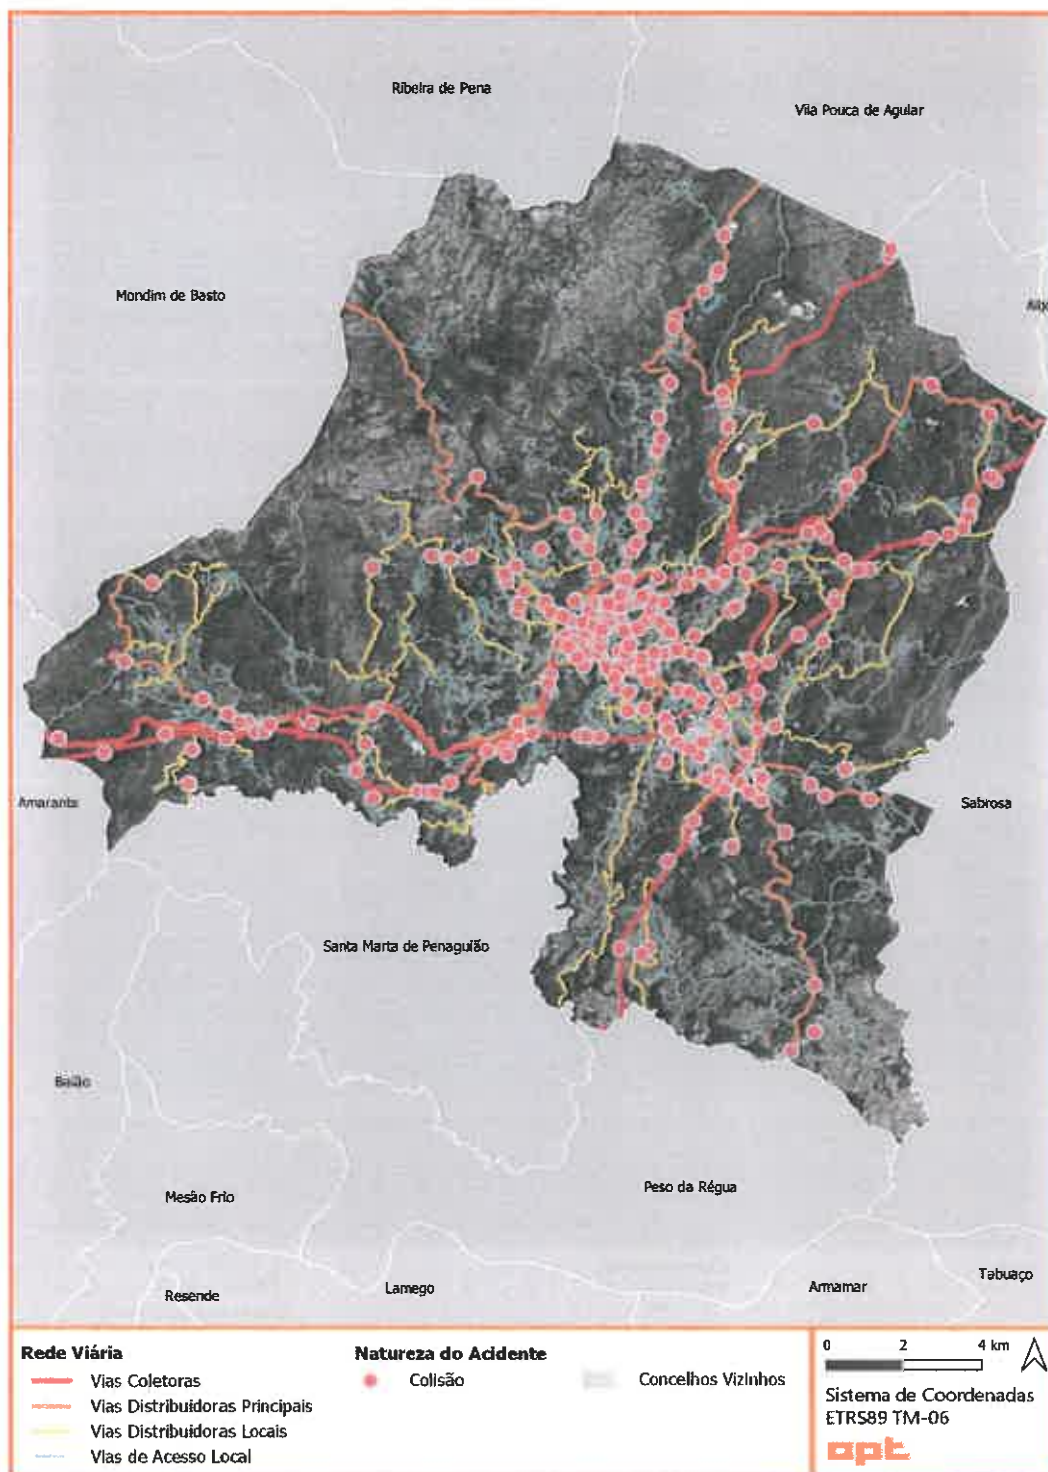 Ribeira de Pena
Vila Pouca de Aguiar
Mondim de Basto
Amarante
Sabrosa
Santa Marta de Penaguião
Baião
Mesão Frio
Peso da Régua
Lamego
Resende
Armamar
Tabuaço
Rede Viária
Vias Coletoras
Vias Distribuidoras Principais
Vias Distribuidoras Locais
Vias de Acesso Local
Natureza do Acidente
Colisão
Concelhos Vizinhos
0 2 4 km
Sistema de Coordenadas
ETRS89 TM-06
opt